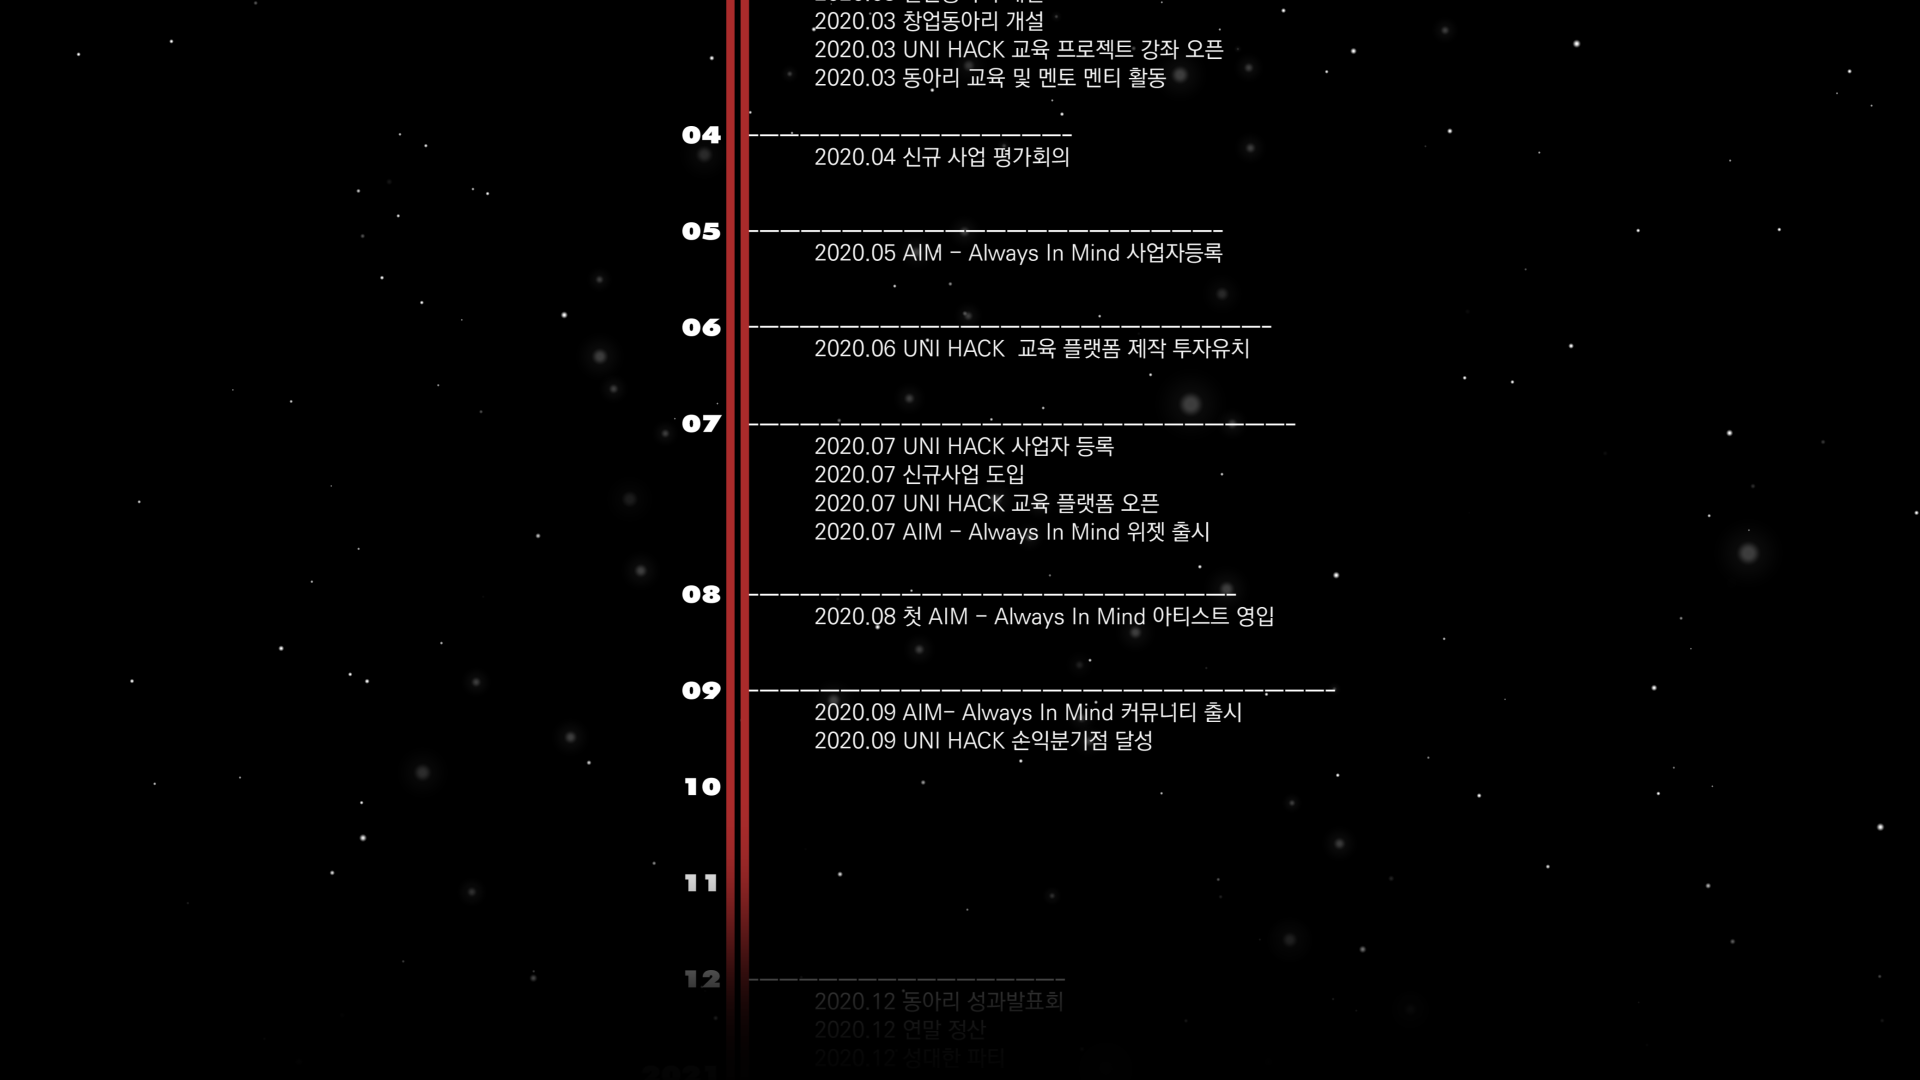 2020.03 창업동아리 개설
2020.03 UNI HACK 교육 프로젝트 강좌 오픈
2020.03 동아리 교육 및 멘토 멘티 활동
04
2020.04 신규 사업 평가회의
05
2020.05 AIM - Always In Mind 사업자등록
06
2020.06 UNI HACK  교육 플랫폼 제작 투자유치
07
2020.07 UNI HACK 사업자 등록
2020.07 신규사업 도입
2020.07 UNI HACK 교육 플랫폼 오픈
2020.07 AIM - Always In Mind 위젯 출시
08
2020.08 첫 AIM - Always In Mind 아티스트 영입
09
2020.09 AIM- Always In Mind 커뮤니티 출시
2020.09 UNI HACK 손익분기점 달성
10
11
12
2020.12 동아리 성과발표회
2020.12 연말 정산
2020.12 성대한 파티
2021